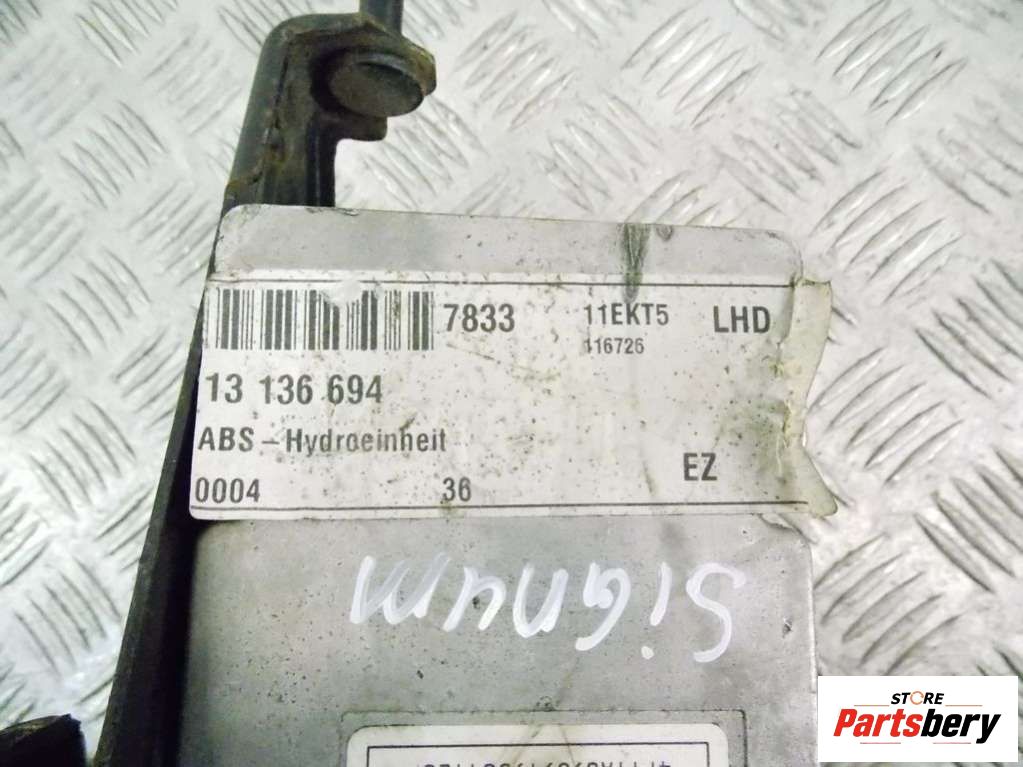 7833 11EKT5 LHD
116726
13 136 694
ABS-Hydroeinheit
0004 36 EZ
SiGNUM
STORE
Partsbery